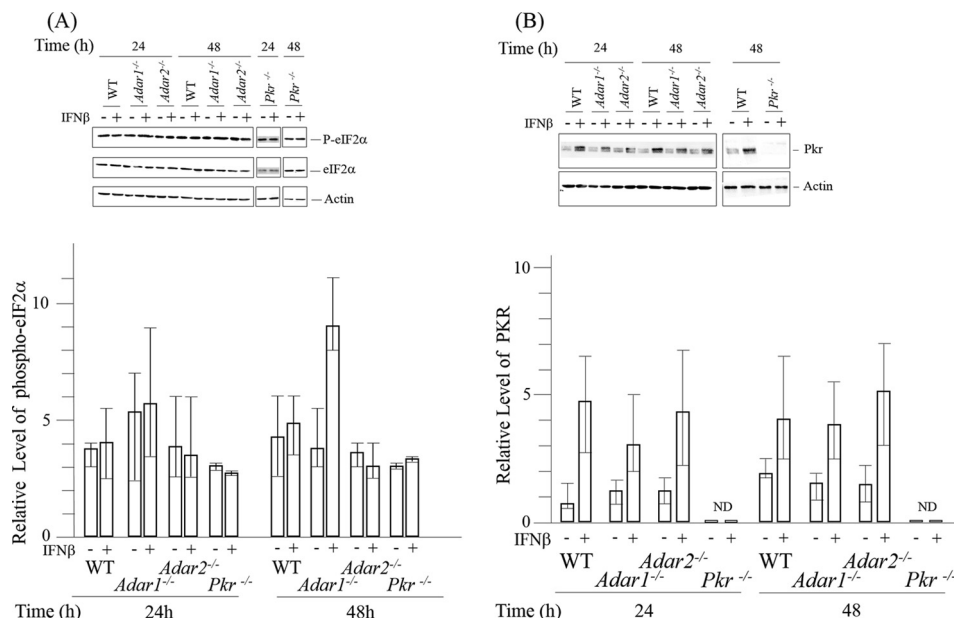 (A)
Time (h) 24 48 24 48
WT Adar1-/- Adar2-/- WT Adar1-/- Adar2-/- Pkr -/- Pkr -/-
IFNβ - + - + - + - + - + - + - + - +
P-eIF2α
eIF2α
Actin
Relative Level of phospho-eIF2α
10
5
0
IFNβ - + - + - + - + - + - + - + - +
WT Adar2-/- WT Adar2-/-
Adar1-/- Pkr -/- Adar1-/- Pkr -/-
Time (h) 24h 48h
(B)
Time (h) 24 48 48
WT Adar1-/- Adar2-/- WT Adar1-/- Adar2-/- WT Pkr -/-
IFNβ - + - + - + - + - + - + - + - +
Pkr
Actin
Relative Level of PKR
10
5
0
ND ND
IFNβ - + - + - + - + - + - + - + - +
WT Adar2-/- WT Adar2-/-
Adar1-/- Pkr -/- Adar1-/- Pkr -/-
Time (h) 24 48